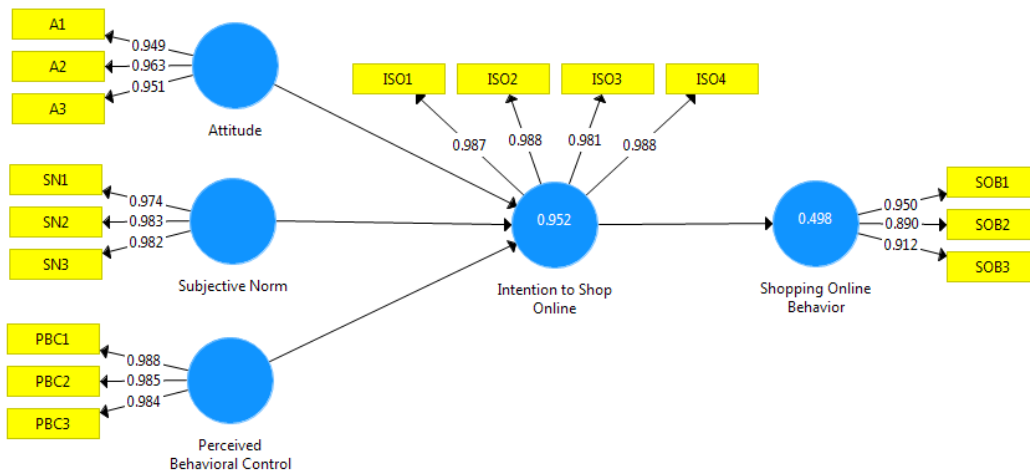 A1
A2
A3
0.949
0.963
0.951
Attitude
SN1
SN2
SN3
0.974
0.983
0.982
Subjective Norm
PBC1
PBC2
PBC3
0.988
0.985
0.984
Perceived
Behavioral Control
ISO1
ISO2
ISO3
ISO4
0.987
0.988
0.981
0.988
0.952
Intention to Shop
Online
0.498
Shopping Online
Behavior
0.950
0.890
0.912
SOB1
SOB2
SOB3